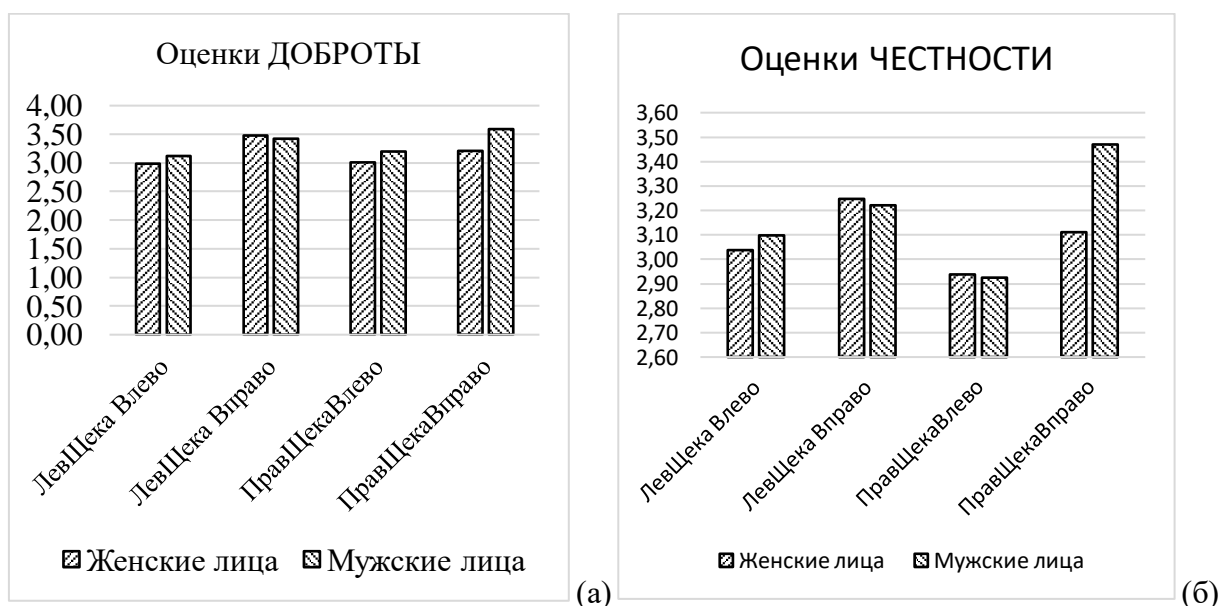 Оценки ДОБРОТЫ
4,00
3,50
3,00
2,50
2,00
1,50
1,00
0,50
0,00
ЛевЩека Влево
ЛевЩека Вправо
ПравЩекаВлево
ПравЩекаВправо
Женские лица Мужские лица
(а)
Оценки ЧЕСТНОСТИ
3,60
3,50
3,40
3,30
3,20
3,10
3,00
2,90
2,80
2,70
2,60
ЛевЩека Влево
ЛевЩека Вправо
ПравЩекаВлево
ПравЩекаВправо
Женские лица Мужские лица
(б)